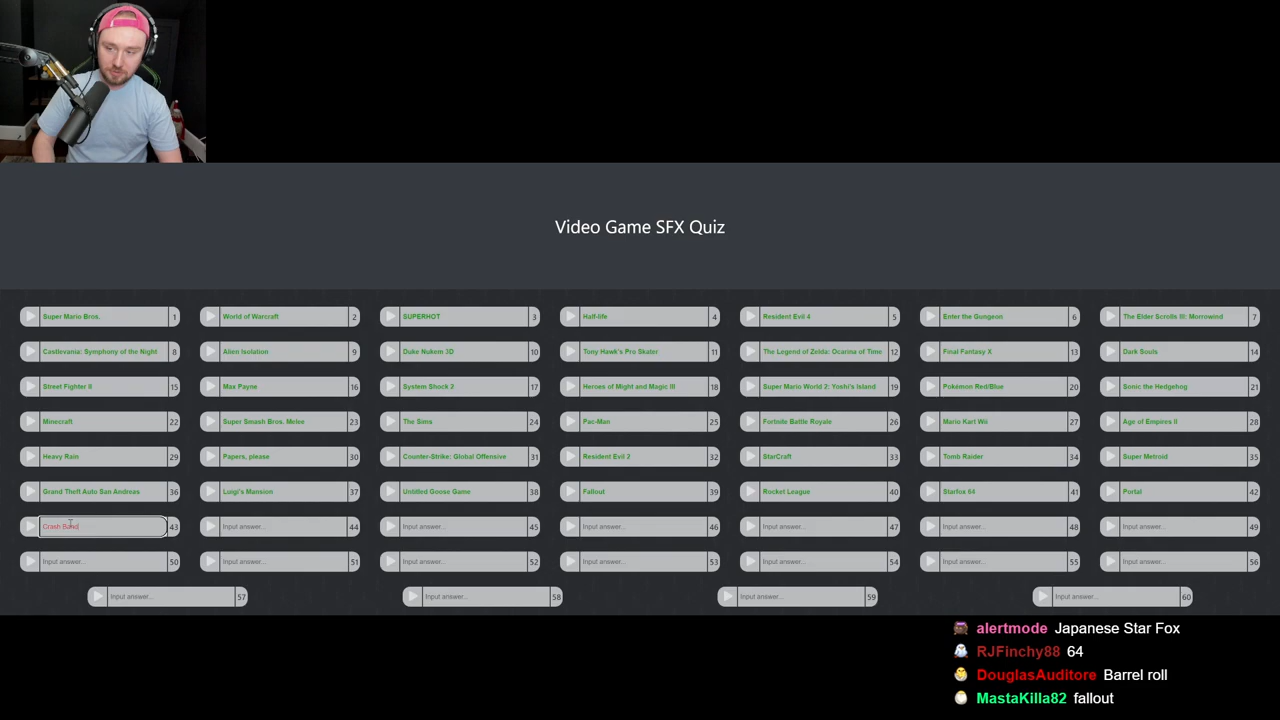 Video Game SFX Quiz
Super Mario Bros. 1
World of Warcraft 2
SUPERHOT 3
Half-life 4
Resident Evil 4 5
Enter the Gungeon 6
The Elder Scrolls III: Morrowind 7
Castlevania: Symphony of the Night 8
Alien Isolation 9
Duke Nukem 3D 10
Tony Hawk's Pro Skater 11
The Legend of Zelda: Ocarina of Time 12
Final Fantasy X 13
Dark Souls 14
Street Fighter II 15
Max Payne 16
System Shock 2 17
Heroes of Might and Magic III 18
Super Mario World 2: Yoshi's Island 19
Pokémon Red/Blue 20
Sonic the Hedgehog 21
Minecraft 22
Super Smash Bros. Melee 23
The Sims 24
Pac-Man 25
Fortnite Battle Royale 26
Mario Kart Wii 27
Age of Empires II 28
Heavy Rain 29
Papers, please 30
Counter-Strike: Global Offensive 31
Resident Evil 2 32
StarCraft 33
Tomb Raider 34
Super Metroid 35
Grand Theft Auto San Andreas 36
Luigi's Mansion 37
Untitled Goose Game 38
Fallout 39
Rocket League 40
Starfox 64 41
Portal 42
Crash Band 43
Input answer... 44
Input answer... 45
Input answer... 46
Input answer... 47
Input answer... 48
Input answer... 49
Input answer... 50
Input answer... 51
Input answer... 52
Input answer... 53
Input answer... 54
Input answer... 55
Input answer... 56
Input answer... 57
Input answer... 58
Input answer... 59
Input answer... 60
alertmode Japanese Star Fox
RJFinchy88 64
DouglasAuditore Barrel roll
MastaKilla82 fallout